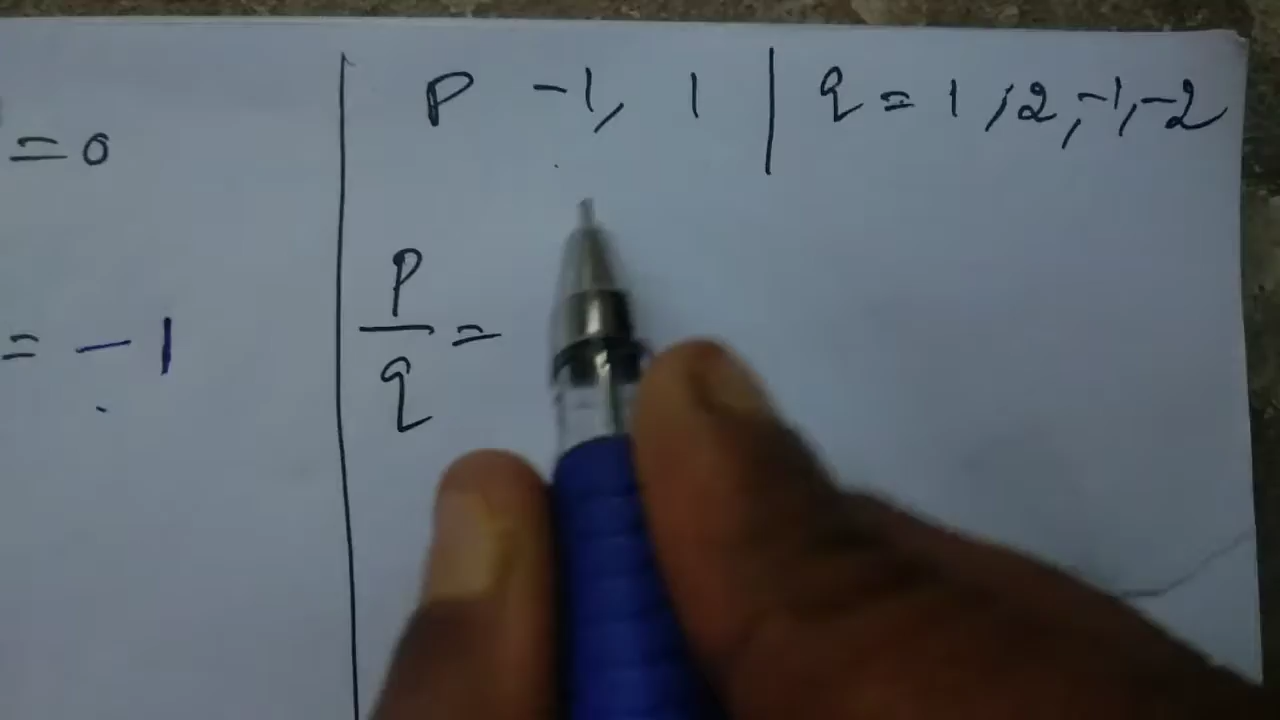 = 0
= - 1
P -1, 1 | q = 1, 2, -1, -2
P/q =